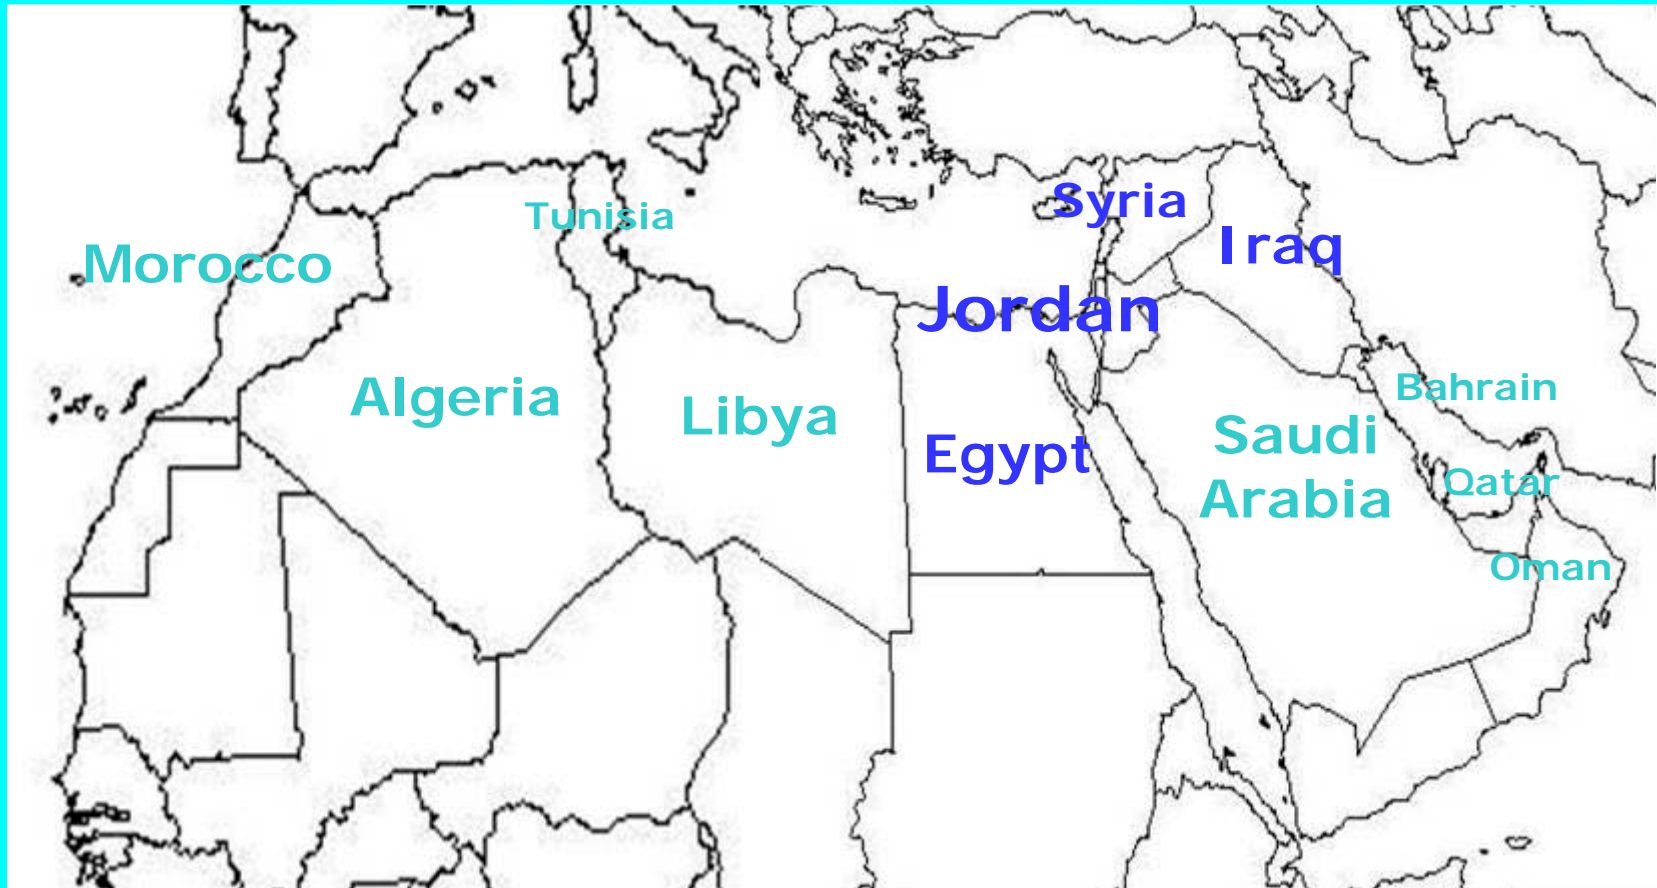 Syria
Tunisia
Iraq
Morocco
Jordan
Bahrain
Algeria
Libya
Saudi
Arabia
Egypt
Qatar
Oman